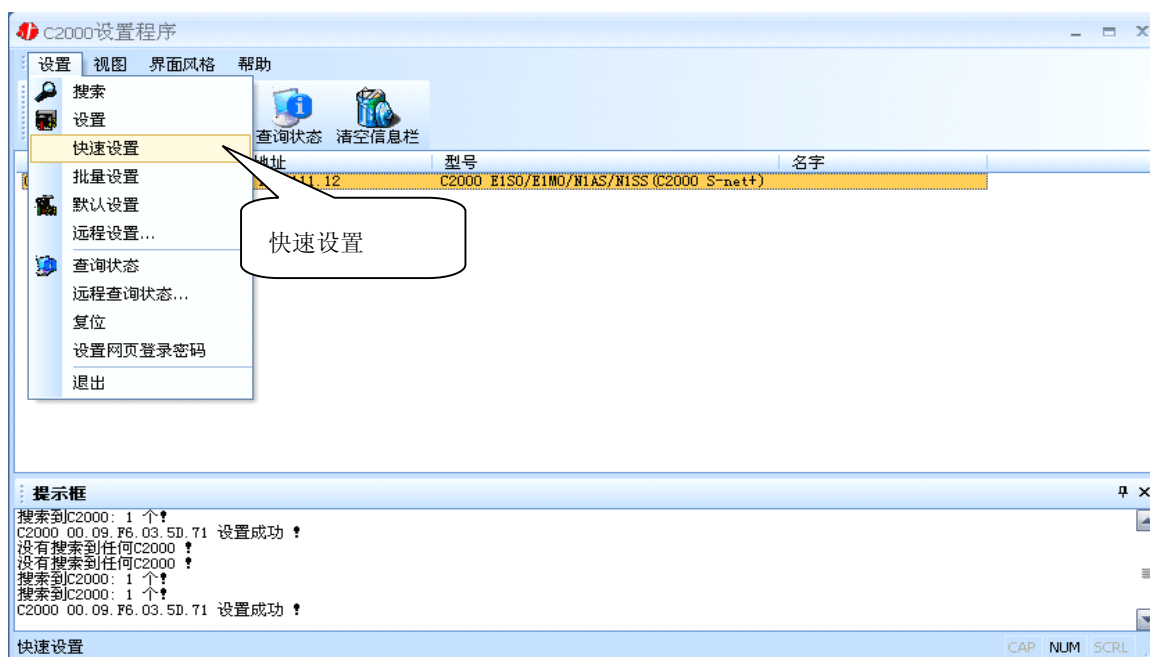 C2000设置程序
设置 视图 界面风格 帮助
搜索
设置
快速设置
批量设置
默认设置
远程设置...
查询状态
远程查询状态...
复位
设置网页登录密码
退出
查询状态 清空信息栏
地址 型号 名字
11.12 C2000 E1S0/E1M0/N1AS/N1SS(C2000 S-net+)
快速设置
提示框
搜索到C2000: 1 个!
C2000 00.09.F6.03.5D.71 设置成功 !
没有搜索到任何C2000 !
没有搜索到任何C2000 !
搜索到C2000: 1 个!
搜索到C2000: 1 个!
C2000 00.09.F6.03.5D.71 设置成功 !
快速设置
CAP NUM SCRL